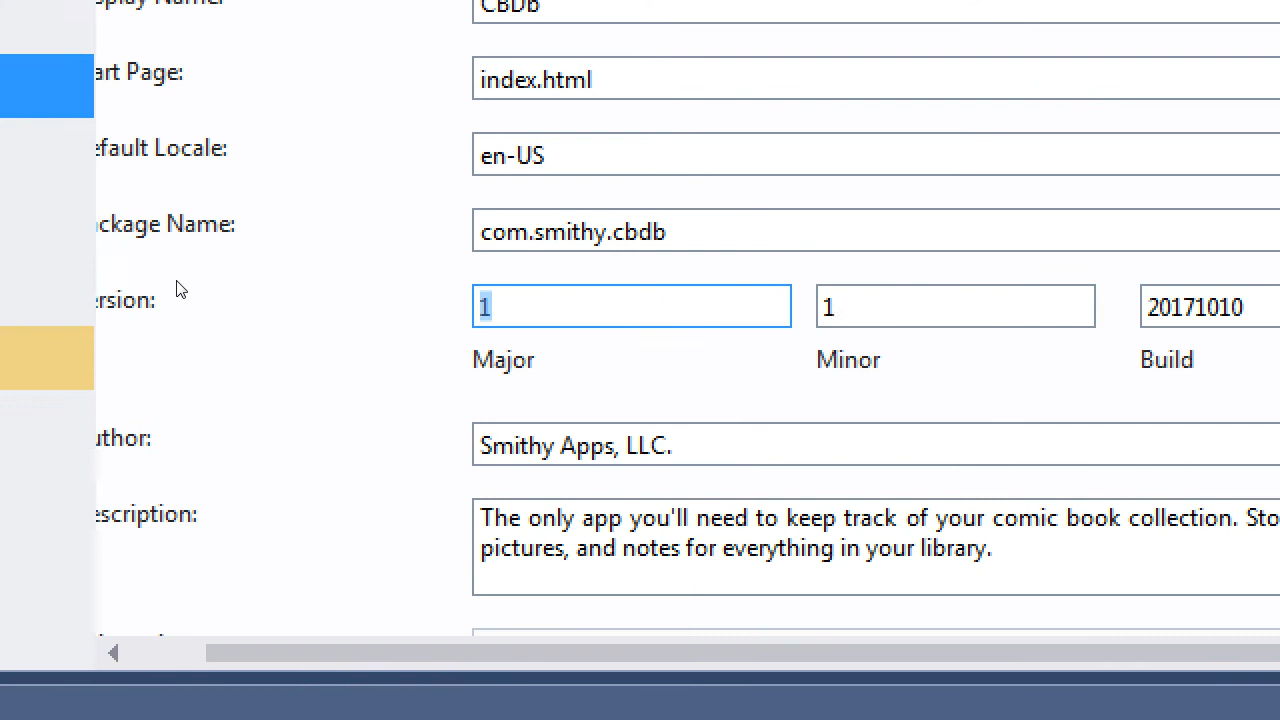 CBDb
art Page:
index.html
efault Locale:
en-US
ackage Name:
com.smithy.cbdb
ersion:
1
1
20171010
Major
Minor
Build
uthor:
Smithy Apps, LLC.
escription:
The only app you'll need to keep track of your comic book collection. Sto
pictures, and notes for everything in your library.